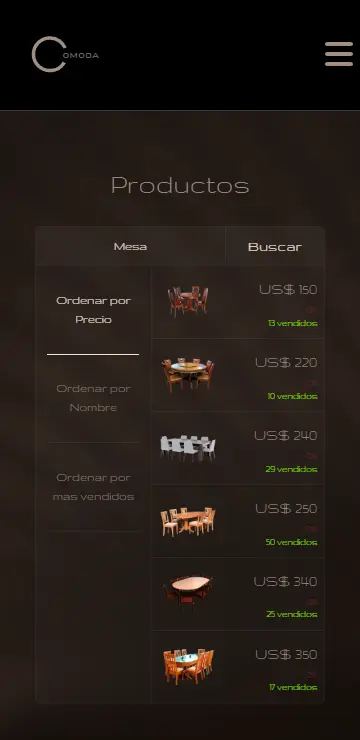 COMODA
Productos
Mesa
Buscar
Ordenar por
Precio
Ordenar por
Nombre
Ordenar por
mas vendidos
US$ 150
13 vendidos
US$ 220
10 vendidos
US$ 240
29 vendidos
US$ 250
50 vendidos
US$ 340
25 vendidos
US$ 350
17 vendidos